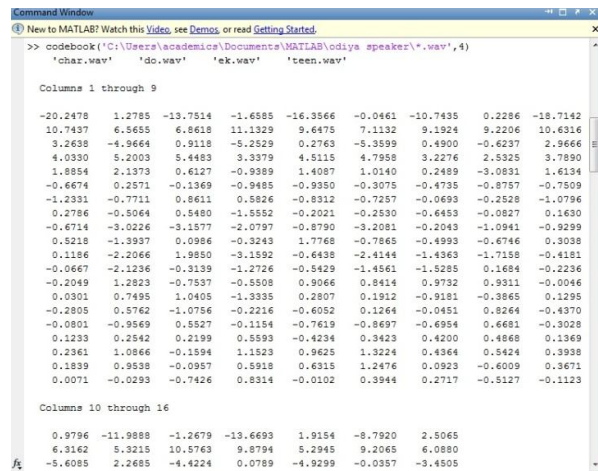 Command Window
New to MATLAB? Watch this Video, see Demos, or read Getting Started.
>> codebook('C:\Users\academics\Documents\MATLAB\odiya speaker\*.wav',4)
'char.wav' 'do.wav' 'ek.wav' 'teen.wav'
Columns 1 through 9
-20.2478 1.2785 -13.7514 -1.6585 -16.3566 -0.0461 -10.7435 0.2286 -18.7142
10.7437 6.5655 6.8618 11.1329 9.6475 7.1132 9.1924 9.2206 10.6316
3.2638 -4.9664 0.9118 -5.2529 0.2763 -5.3599 0.4900 -0.6237 2.9666
4.0330 5.2003 5.4483 3.3379 4.5115 4.7958 3.2276 2.5325 3.7890
1.8854 2.1373 0.6127 -0.9389 1.4087 1.0140 0.2489 -3.0831 1.6134
-0.6674 0.2571 -0.1369 -0.9485 -0.9350 -0.3075 -0.4735 -0.8757 -0.7509
-1.2331 -0.7711 0.8611 0.5826 -0.8312 -0.7257 -0.0693 -0.2528 -1.0796
0.2786 -0.5064 0.5480 -1.5552 -0.2021 -0.2530 -0.6453 -0.0827 0.1630
-0.6714 -3.0226 -3.1577 -2.0797 -0.8790 -3.2081 -0.2043 -1.0941 -0.9299
0.5218 -1.3937 0.0986 -0.3243 1.7768 -0.7865 -0.4993 -0.6746 0.3038
0.1186 -2.2066 1.9850 -3.1592 -0.6438 -2.4144 -1.4363 -1.7158 -0.4181
-0.0667 -2.1236 -0.3139 -1.2726 -0.5429 -1.4561 -1.5285 0.1684 -0.2236
-0.2049 1.2823 -0.7537 -0.5508 0.9066 0.8414 0.9732 0.9311 -0.0046
0.0301 0.7495 1.0405 -1.3335 0.2807 0.1912 -0.9181 -0.3865 0.1295
-0.2805 0.5762 -1.0756 -0.2216 -0.6052 0.1264 -0.0451 0.8264 -0.4370
-0.0801 -0.9569 0.5527 -0.1154 -0.7619 -0.8697 -0.6954 0.6681 -0.3028
0.1233 0.2542 0.2199 0.5593 -0.4234 0.3423 0.4200 0.4868 0.1369
0.2361 1.0866 -0.1594 1.1523 0.9625 1.3224 0.4364 0.5424 0.3938
0.1839 0.9538 -0.0957 0.5918 0.6315 1.2476 0.0923 -0.6009 0.3671
0.0071 -0.0293 -0.7426 0.8314 -0.0102 0.3944 0.2717 -0.5127 -0.1123
Columns 10 through 16
0.9796 -11.9888 -1.2679 -13.6693 1.9154 -8.7920 2.5065
6.3162 5.3215 10.5763 9.8794 5.2945 9.2065 6.0880
fx -5.6085 2.2685 -4.4224 0.0789 -4.9299 -0.0357 -3.4505